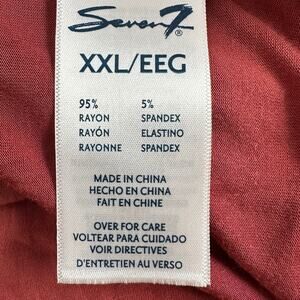 Seven7®
XXL/EEG
95% 5%
RAYON SPANDEX
RAYÓN ELASTINO
RAYONNE SPANDEX
MADE IN CHINA
HECHO EN CHINA
FAIT EN CHINE
OVER FOR CARE
VOLTEAR PARA CUIDADO
VOIR DIRECTIVES
D'ENTRETIEN AU VERSO